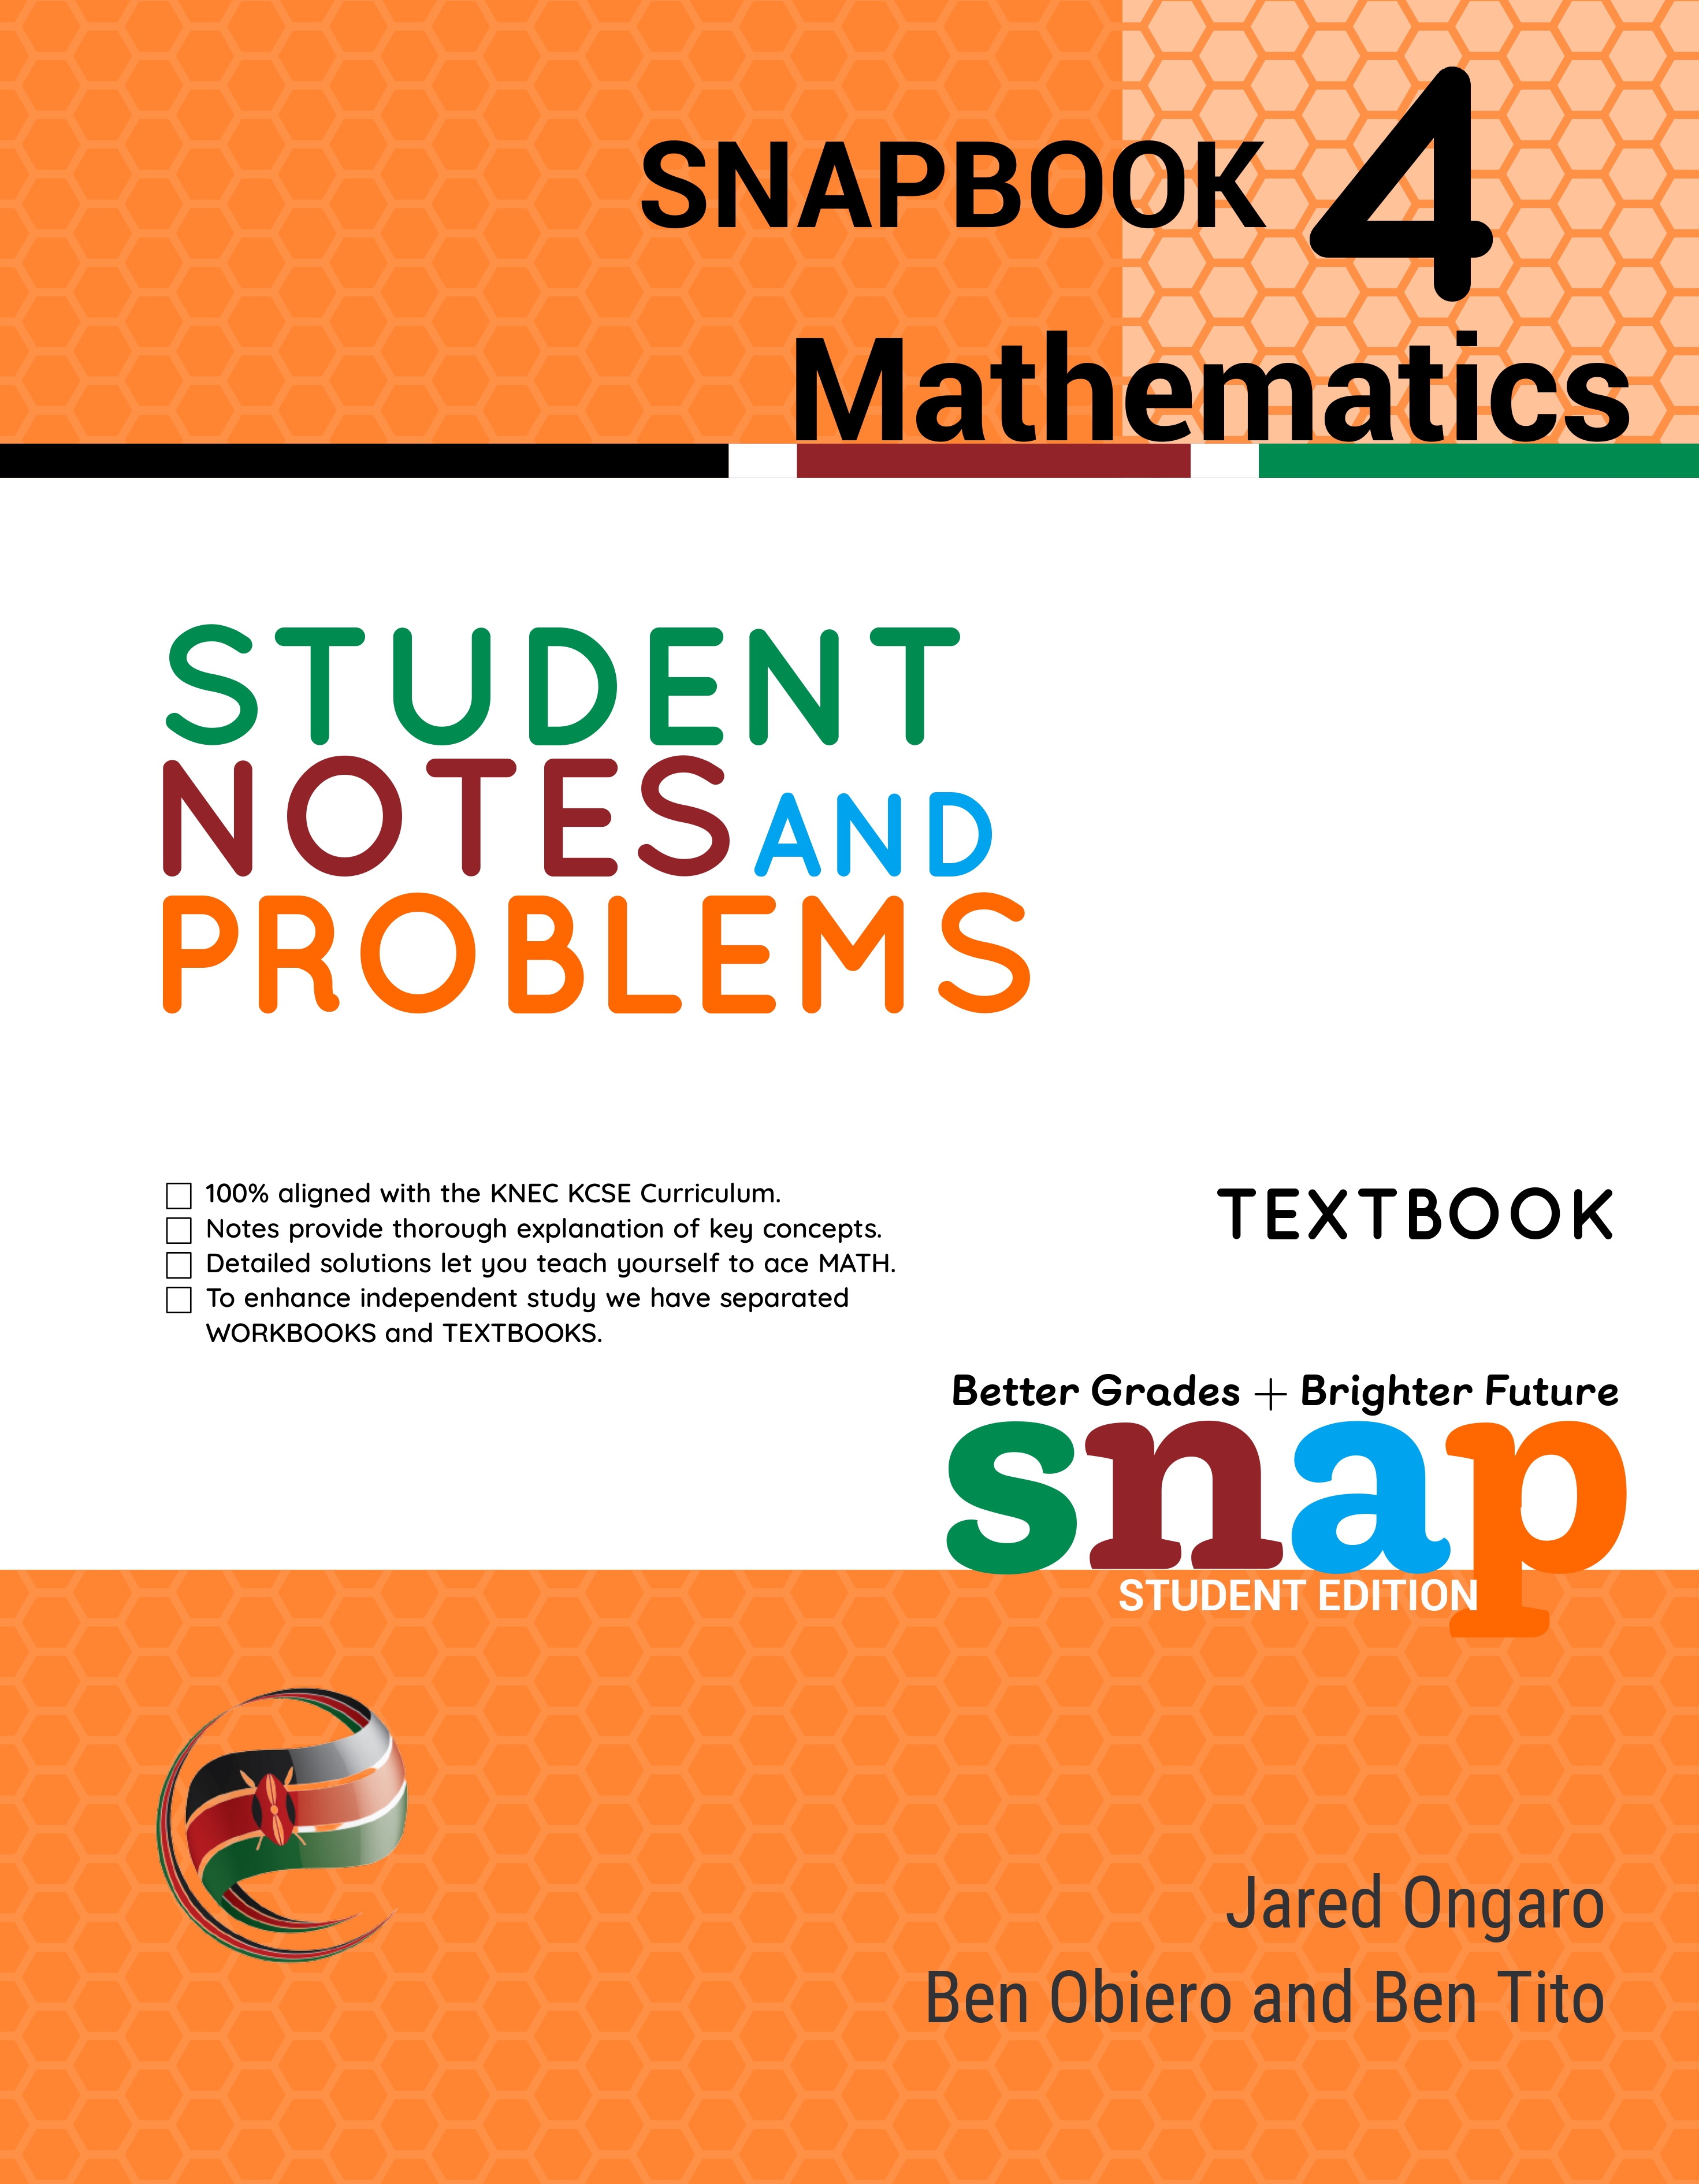 SNAPBOOK 4
Mathematics
STUDENT
NOTES AND
PROBLEMS
100% aligned with the KNEC KCSE Curriculum.
Notes provide thorough explanation of key concepts.
Detailed solutions let you teach yourself to ace MATH.
To enhance independent study we have separated
WORKBOOKS and TEXTBOOKS.
TEXTBOOK
Better Grades + Brighter Future
snap
STUDENT EDITION
Jared Ongaro
Ben Obiero and Ben Tito